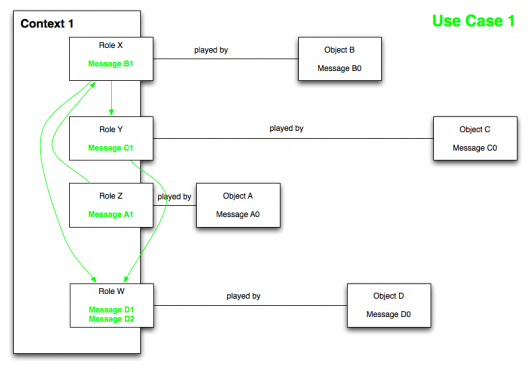 Context 1
Use Case 1
Role X
Message B1
played by
Object B
Message B0
Role Y
Message C1
played by
Object C
Message C0
Role Z
Message A1
played by
Object A
Message A0
Role W
Message D1
Message D2
played by
Object D
Message D0